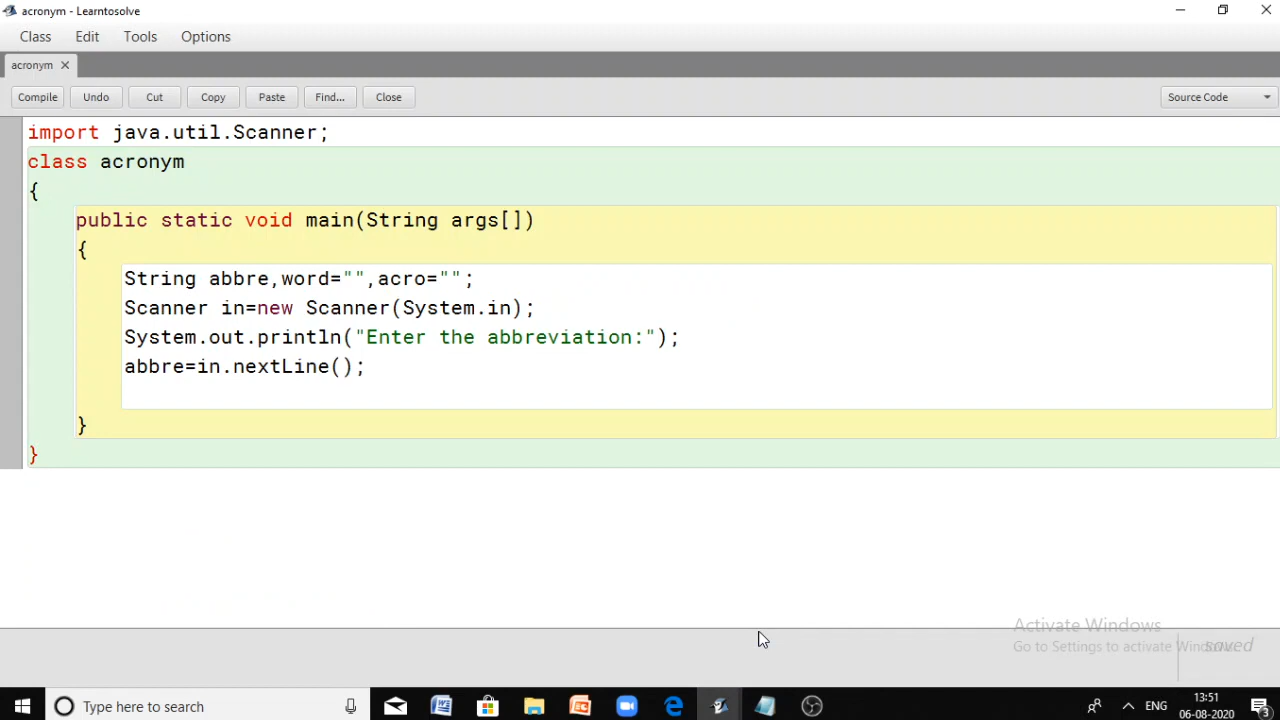 acronym - Learntosolve
Class Edit Tools Options
acronym
Compile Undo Cut Copy Paste Find... Close Source Code
import java.util.Scanner;
class acronym
{
public static void main(String args[])
{
String abbre,word="",acro="";
Scanner in=new Scanner(System.in);
System.out.println("Enter the abbreviation:");
abbre=in.nextLine();
}
}
Activate Windows
Go to Settings to activate Windows.
saved
Type here to search
ENG
13:51
06-08-2020
3